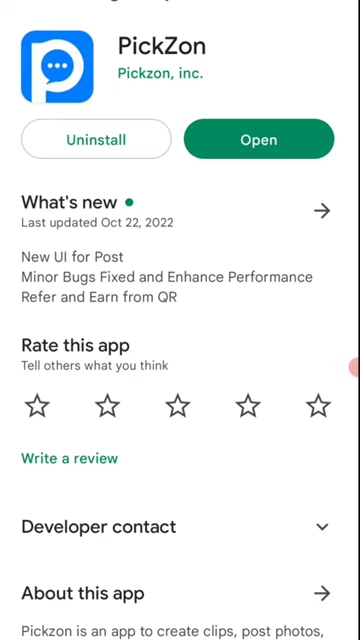 PickZon
Pickzon, inc.
Uninstall
Open
What's new
Last updated Oct 22, 2022
New UI for Post
Minor Bugs Fixed and Enhance Performance
Refer and Earn from QR
Rate this app
Tell others what you think
Write a review
Developer contact
About this app
Pickzon is an app to create clips, post photos,